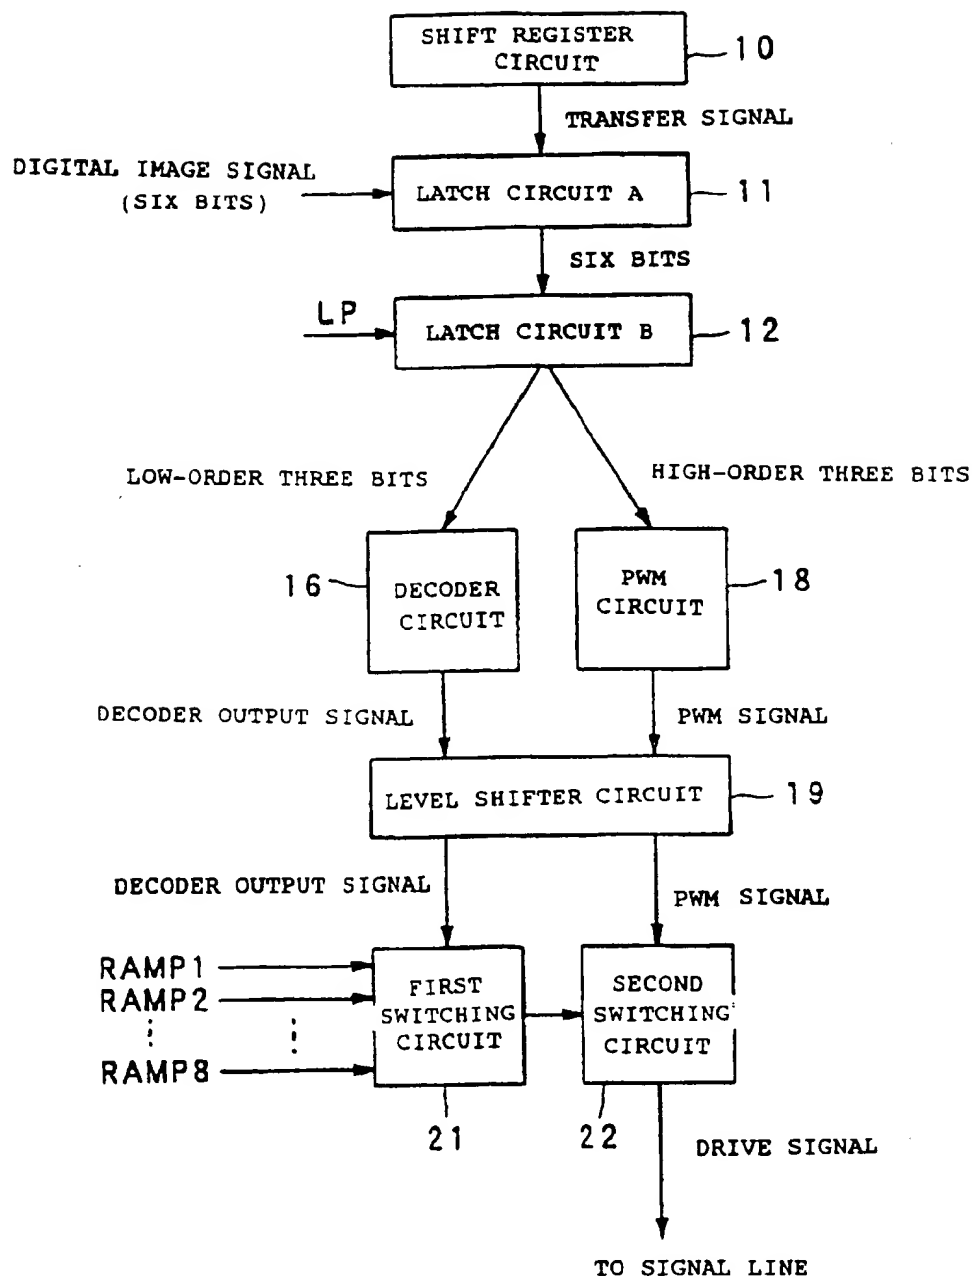 SHIFT REGISTER
CIRCUIT
10
TRANSFER SIGNAL
DIGITAL IMAGE SIGNAL
(SIX BITS)
LATCH CIRCUIT A
11
SIX BITS
LP
LATCH CIRCUIT B
12
LOW-ORDER THREE BITS
HIGH-ORDER THREE BITS
16
DECODER
CIRCUIT
PWM
CIRCUIT
18
DECODER OUTPUT SIGNAL
PWM SIGNAL
LEVEL SHIFTER CIRCUIT
19
DECODER OUTPUT SIGNAL
PWM SIGNAL
RAMP1
RAMP2
RAMP8
FIRST
SWITCHING
CIRCUIT
SECOND
SWITCHING
CIRCUIT
21
22
DRIVE SIGNAL
TO SIGNAL LINE